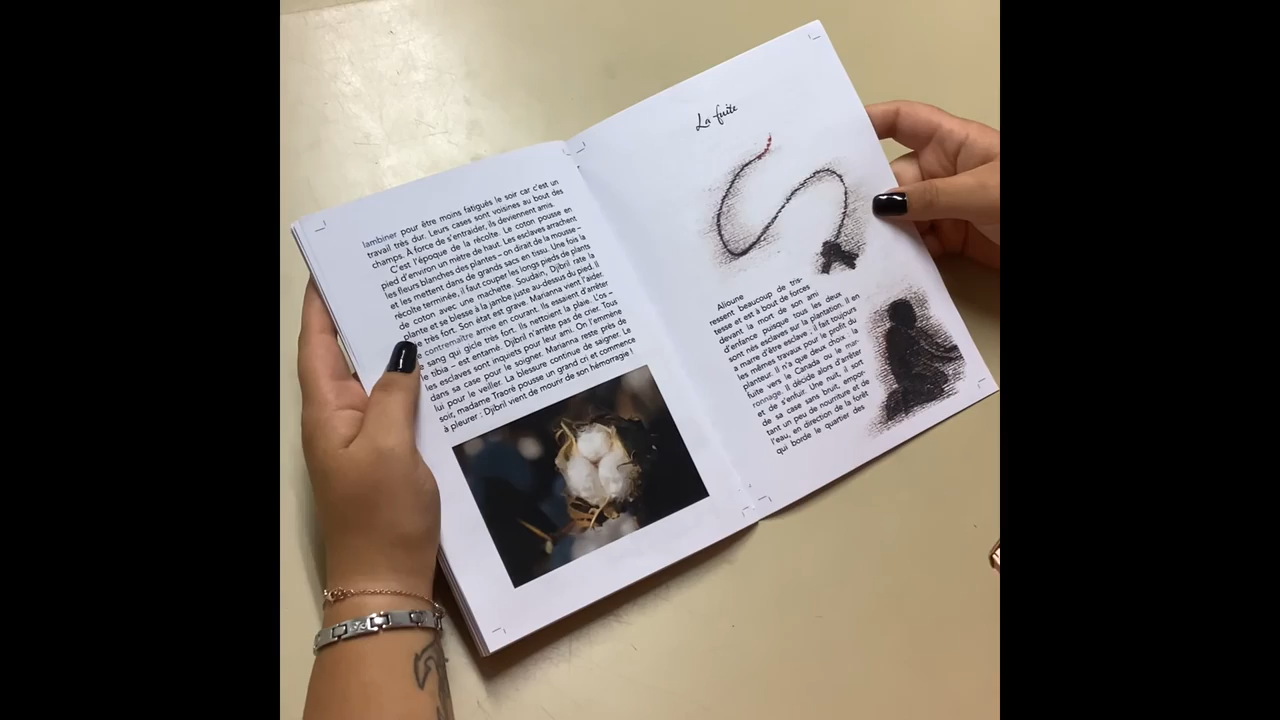 lambiner pour être moins fatigués le soir car c'est un
travail très dur. Leurs cases sont voisines au bout des
champs. À force de s'entraider, ils deviennent amis.
C'est l'époque de la récolte. Le coton pousse en
pied d'environ un mètre de haut. Les esclaves arrachent
les fleurs blanches des plantes – on dirait de la mousse –
et les mettent dans de grands sacs en tissu. Une fois la
récolte terminée, il faut couper les longs pieds de plants
de coton avec une machette. Soudain, Djbril rate la
plante et se blesse à la jambe juste au-dessus du pied. Il
très fort. Son état est grave. Marianna vient l'aider.
contremaître arrive en courant. Ils essaient d'arrêter
sang qui gicle très fort. Ils nettoient la plaie. L'os –
le tibia – est entamé. Djbril n'arrête pas de crier. Tous
les esclaves sont inquiets pour leur ami. On l'emmène
dans sa case pour le soigner. Marianna reste près de
lui pour le veiller. La blessure continue de saigner. Le
soir, madame Traoré pousse un grand cri et commence
à pleurer : Djbril vient de mourir de son hémorragie !
La fuite
Alioune
ressent beaucoup de tris-
tesse et est à bout de forces
devant la mort de son ami
d'enfance puisque tous les deux
sont nés esclaves sur la plantation. Il en
a marre d'être esclave : il fait toujours
les mêmes travaux pour le profit du
planteur. Il n'a que deux choix : la
fuite vers le Canada ou le mar-
ronnage. Il décide alors d'arrêter
et de s'enfuir. Une nuit, il sort
de sa case sans bruit, empor-
tant un peu de nourriture et de
l'eau, en direction de la forêt
qui borde le quartier des